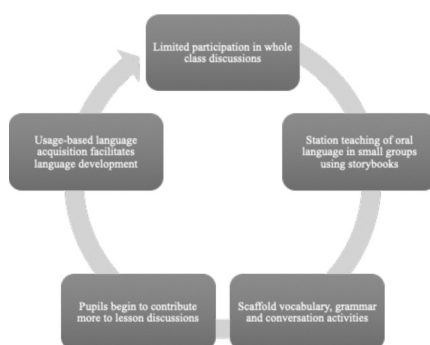 Limited participation in whole
class discussions
Station teaching of oral
language in small groups
using storybooks
Scaffold vocabulary, grammar
and conversation activities
Pupils begin to contribute
more to lesson discussions
Usage-based language
acquisition facilitates
language development